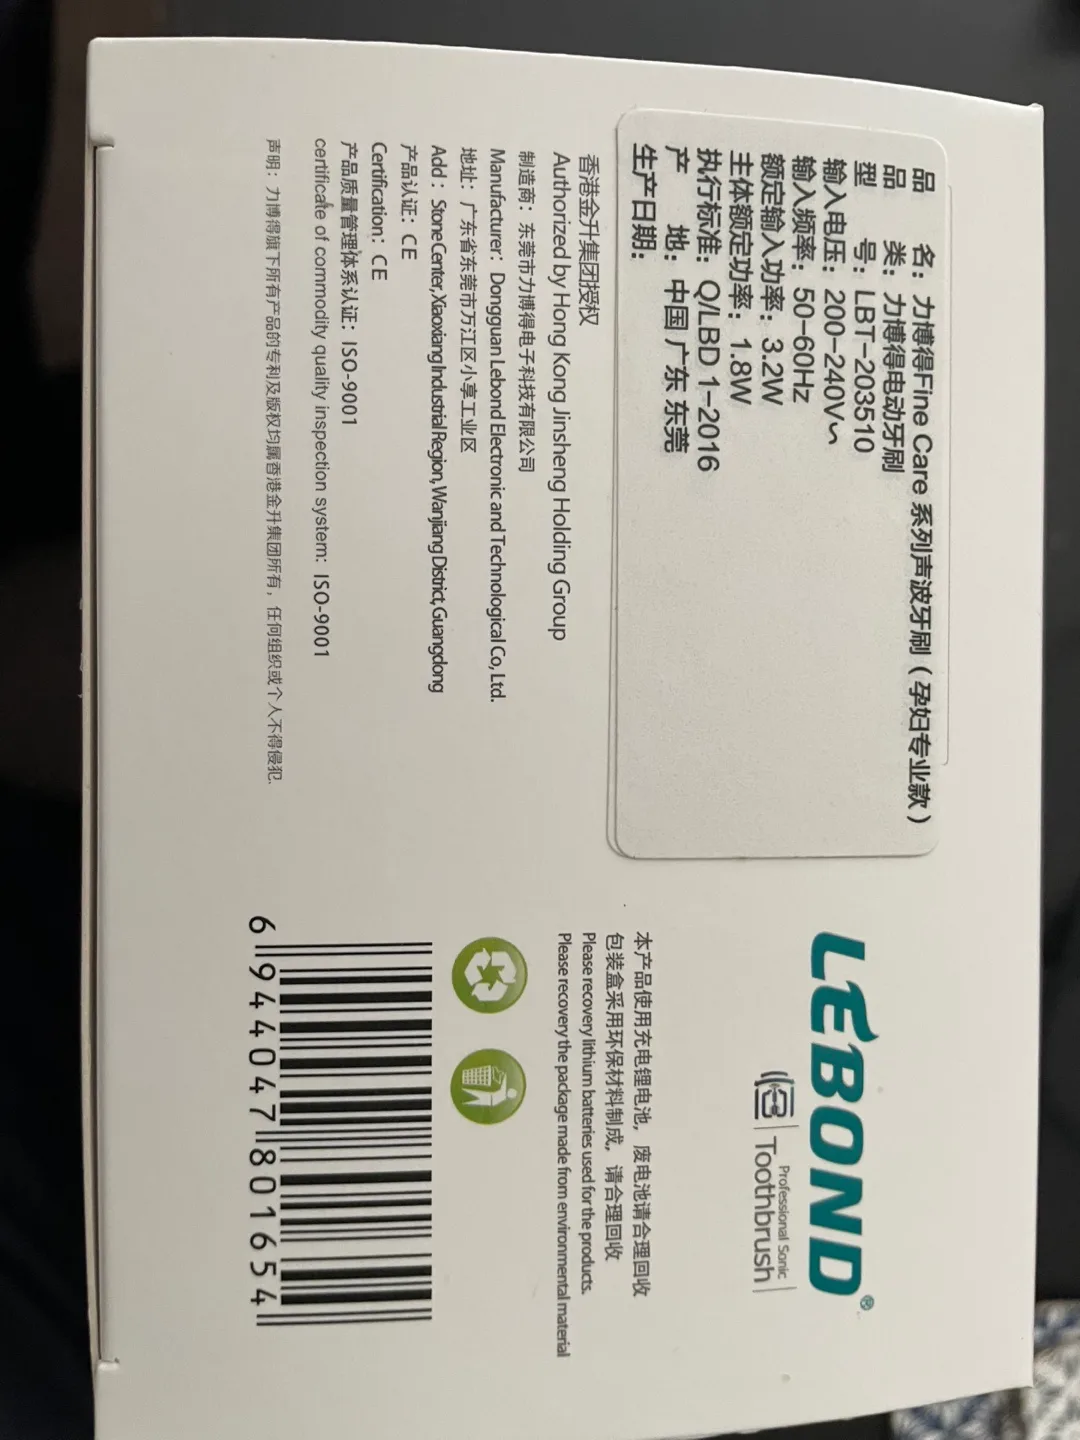 品 名：力博得Fine Care 系列声波牙刷（孕妇专业款）
品 类：力博得电动牙刷
型 号：LBT-203510
输入电压：200-240V~
输入频率：50-60Hz
额定输入功率：3.2W
主体额定功率：1.8W
执行标准：Q/LBD 1-2016
产 地：中国 广东 东莞
生产日期：
香港金升集团授权
Authorized by Hong Kong Jinsheng Holding Group
制造商：东莞市力博得电子科技有限公司
Manufacturer: Dongguan Lebond Electronic and Technological Co, Ltd.
地址：广东省东莞市万江区小享工业区
Add：Stone Center, Xiaoxiang Industrial Region, Wanjiang District, Guangdong
产品认证：CE
Certification: CE
产品质量管理体系认证：ISO-9001
certificate of commodity quality inspection system: ISO-9001
声明：力博得旗下所有产品的专利及版权均属香港金升集团所有，任何组织或个人不得侵犯.
LEBOND®
Professional Sonic
Toothbrush
本产品使用充电锂电池，废电池请合理回收
包装盒采用环保材料制成，请合理回收
Please recovery lithium batteries used for the products.
Please recovery the package made from environmental material
6 944047 801654